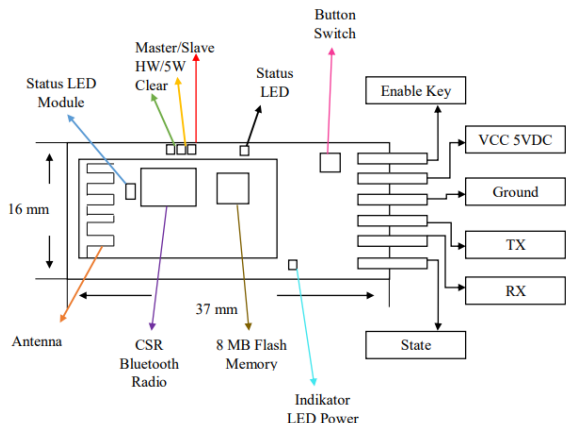 Button
Switch
Master/Slave
HW/5W
Clear
Status
LED
Status LED
Module
Enable Key
VCC 5VDC
Ground
16 mm
TX
RX
37 mm
Antenna
CSR
Bluetooth
Radio
8 MB Flash
Memory
State
Indikator
LED Power